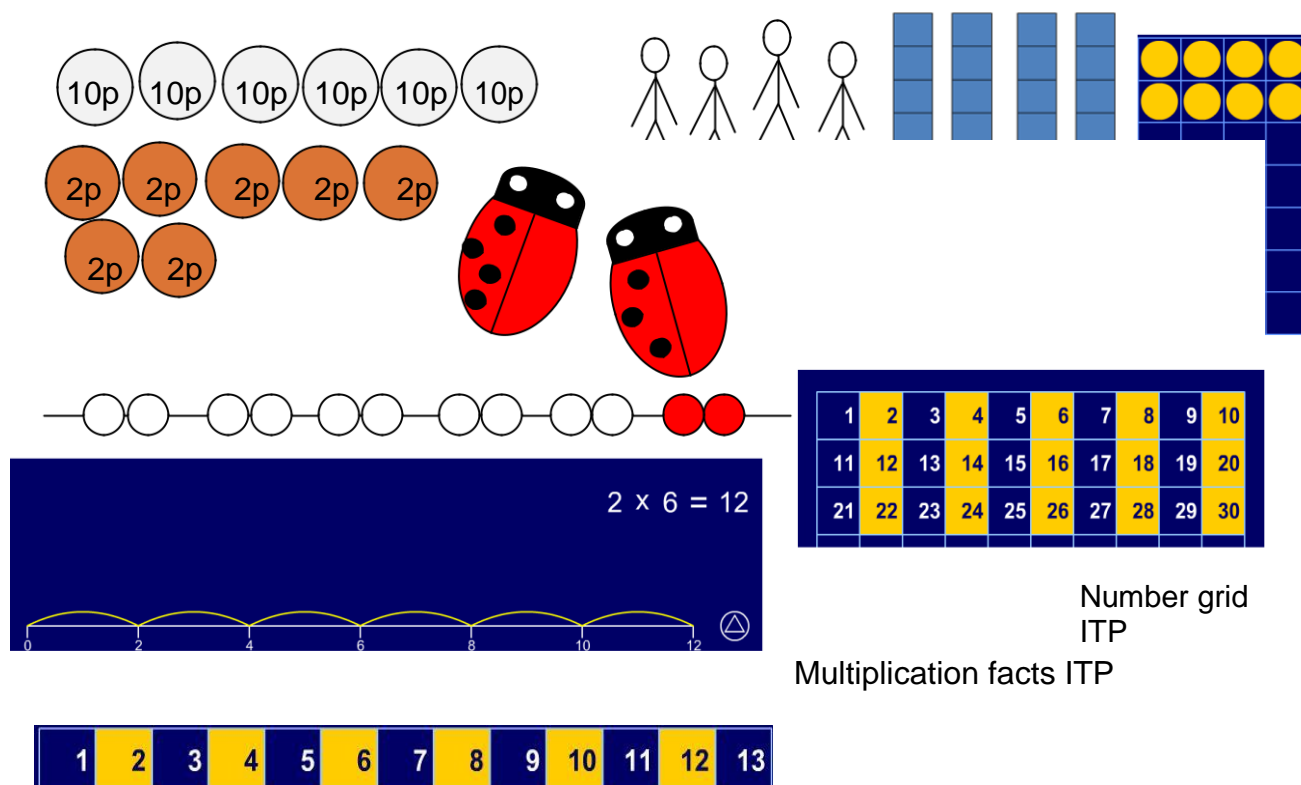 10p 10p 10p 10p 10p 10p
2p 2p 2p 2p 2p
2p 2p
1 2 3 4 5 6 7 8 9 10
11 12 13 14 15 16 17 18 19 20
21 22 23 24 25 26 27 28 29 30
2 x 6 = 12
0 2 4 6 8 10 12
Number grid
ITP
Multiplication facts ITP
1 2 3 4 5 6 7 8 9 10 11 12 13